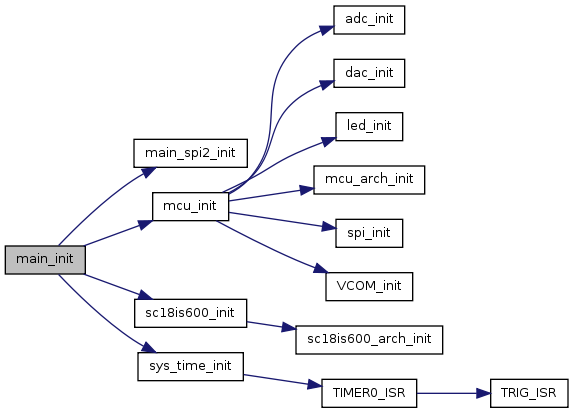 adc_init
dac_init
led_init
main_spi2_init
mcu_arch_init
mcu_init
spi_init
main_init
VCOM_init
sc18is600_init
sc18is600_arch_init
sys_time_init
TIMER0_ISR
TRIG_ISR